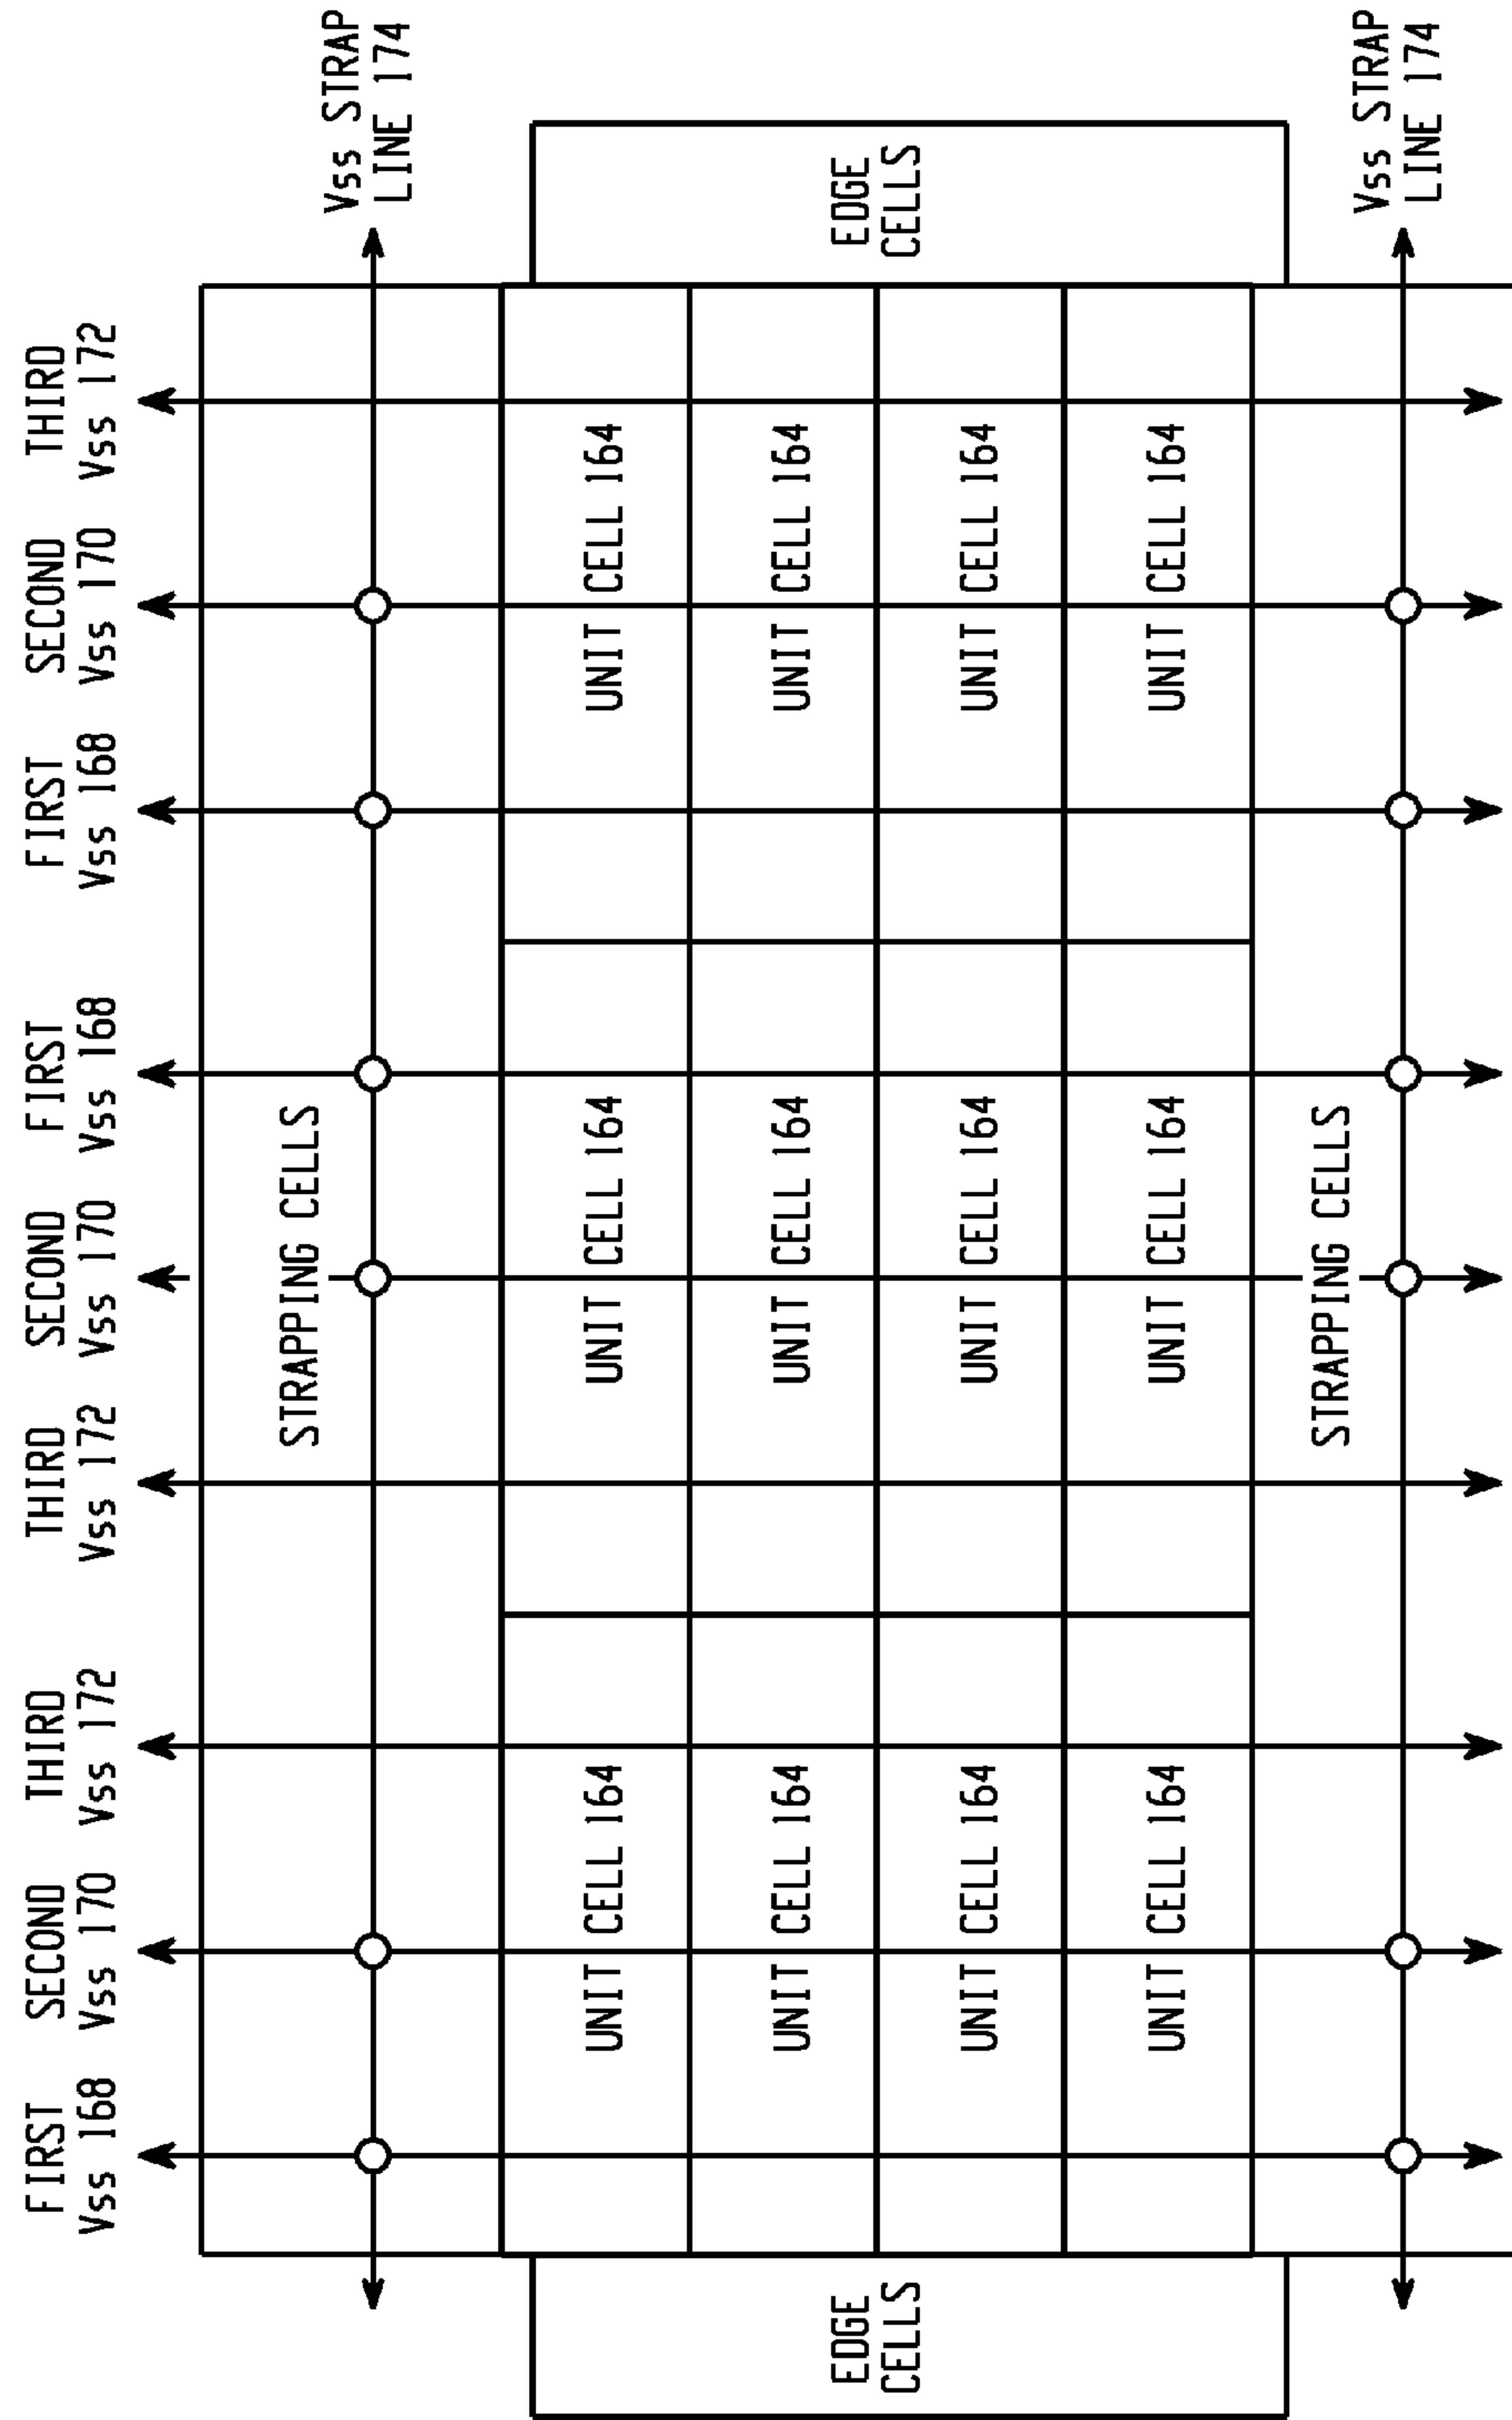 FIRST
Vss 168
SECOND
Vss 170
THIRD
Vss 172
THIRD
Vss 172
SECOND
Vss 170
FIRST
Vss 168
FIRST
Vss 168
SECOND
Vss 170
THIRD
Vss 172
STRAPPING CELLS
Vss STRAP
LINE 174
UNIT CELL 164
UNIT CELL 164
UNIT CELL 164
UNIT CELL 164
UNIT CELL 164
UNIT CELL 164
EDGE
CELLS
EDGE
CELLS
UNIT CELL 164
UNIT CELL 164
UNIT CELL 164
UNIT CELL 164
UNIT CELL 164
UNIT CELL 164
STRAPPING CELLS
Vss STRAP
LINE 174